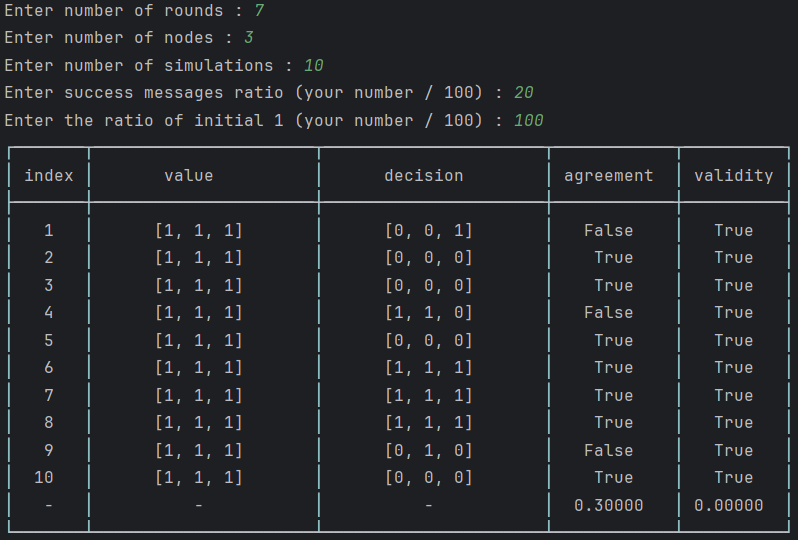 Enter number of rounds : 7
Enter number of nodes : 3
Enter number of simulations : 10
Enter success messages ratio (your number / 100) : 20
Enter the ratio of initial 1 (your number / 100) : 100
index value decision agreement validity
1 [1, 1, 1] [0, 0, 1] False True
2 [1, 1, 1] [0, 0, 0] True True
3 [1, 1, 1] [0, 0, 0] True True
4 [1, 1, 1] [1, 1, 0] False True
5 [1, 1, 1] [0, 0, 0] True True
6 [1, 1, 1] [1, 1, 1] True True
7 [1, 1, 1] [1, 1, 1] True True
8 [1, 1, 1] [1, 1, 1] True True
9 [1, 1, 1] [0, 1, 0] False True
10 [1, 1, 1] [0, 0, 0] True True
- - - 0.30000 0.00000